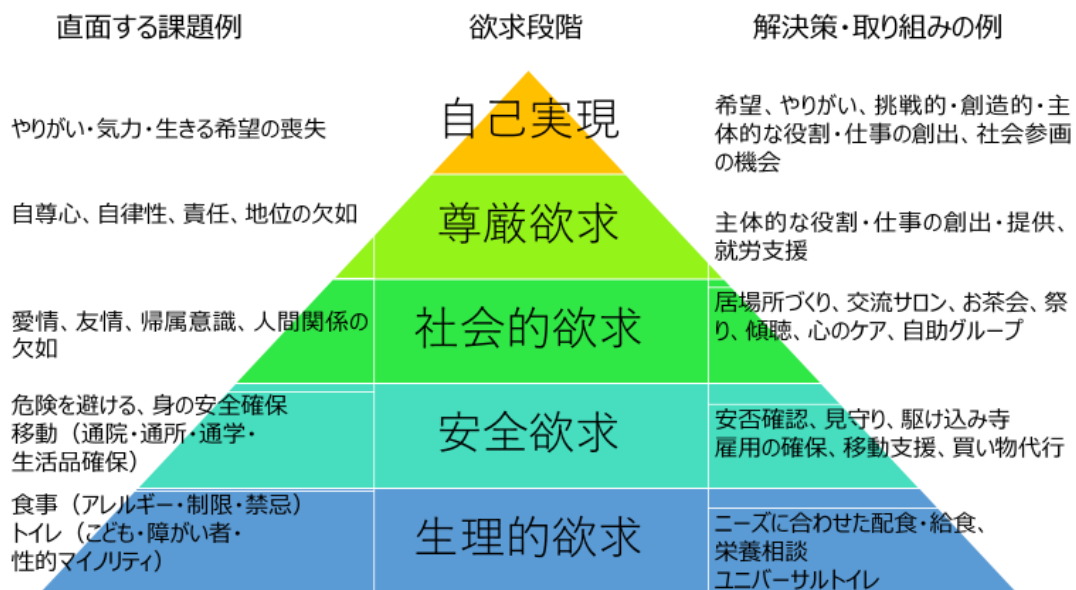 直面する課題例
欲求段階
解決策・取り組みの例
やりがい・気力・生きる希望の喪失
自己実現
希望、やりがい、挑戦的・創造的・主
体的な役割・仕事の創出、社会参画
の機会
自尊心、自律性、責任、地位の欠如
尊厳欲求
主体的な役割・仕事の創出・提供、
就労支援
愛情、友情、帰属意識、人間関係の
欠如
社会的欲求
居場所づくり、交流サロン、お茶会、祭
り、傾聴、心のケア、自助グループ
危険を避ける、身の安全確保
移動（通院・通所・通学・
生活品確保）
安全欲求
安否確認、見守り、駆け込み寺
雇用の確保、移動支援、買い物代行
食事（アレルギー・制限・禁忌）
トイレ（こども・障がい者・
性的マイノリティ）
生理的欲求
ニーズに合わせた配食・給食、
栄養相談
ユニバーサルトイレ